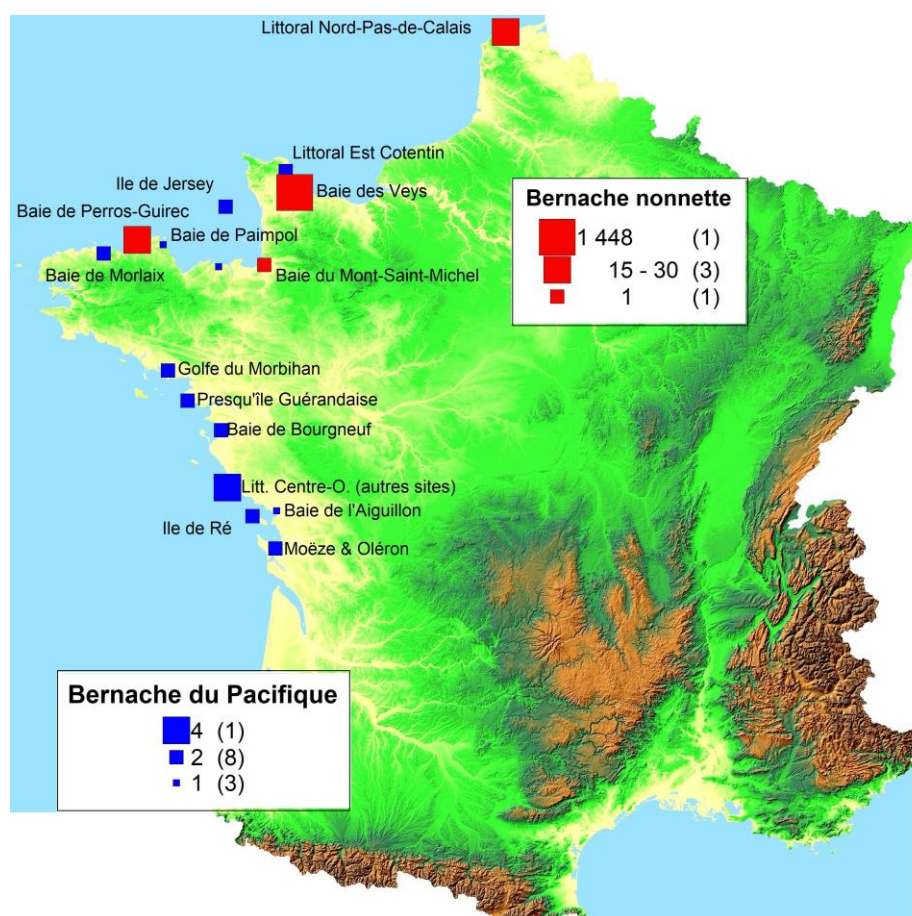 Littoral Nord-Pas-de-Calais
Littoral Est Cotentin
Ile de Jersey
Baie des Veys
Baie de Perros-Guirec
Baie de Paimpol
Baie de Morlaix
Baie du Mont-Saint-Michel
Bernache nonnette
1 448 (1)
15 - 30 (3)
1 (1)
Golfe du Morbihan
Presqu'île Guérandaise
Baie de Bourgneuf
Litt. Centre-O. (autres sites)
Baie de l'Aiguillon
Ile de Ré
Moëze & Oléron
Bernache du Pacifique
4 (1)
2 (8)
1 (3)